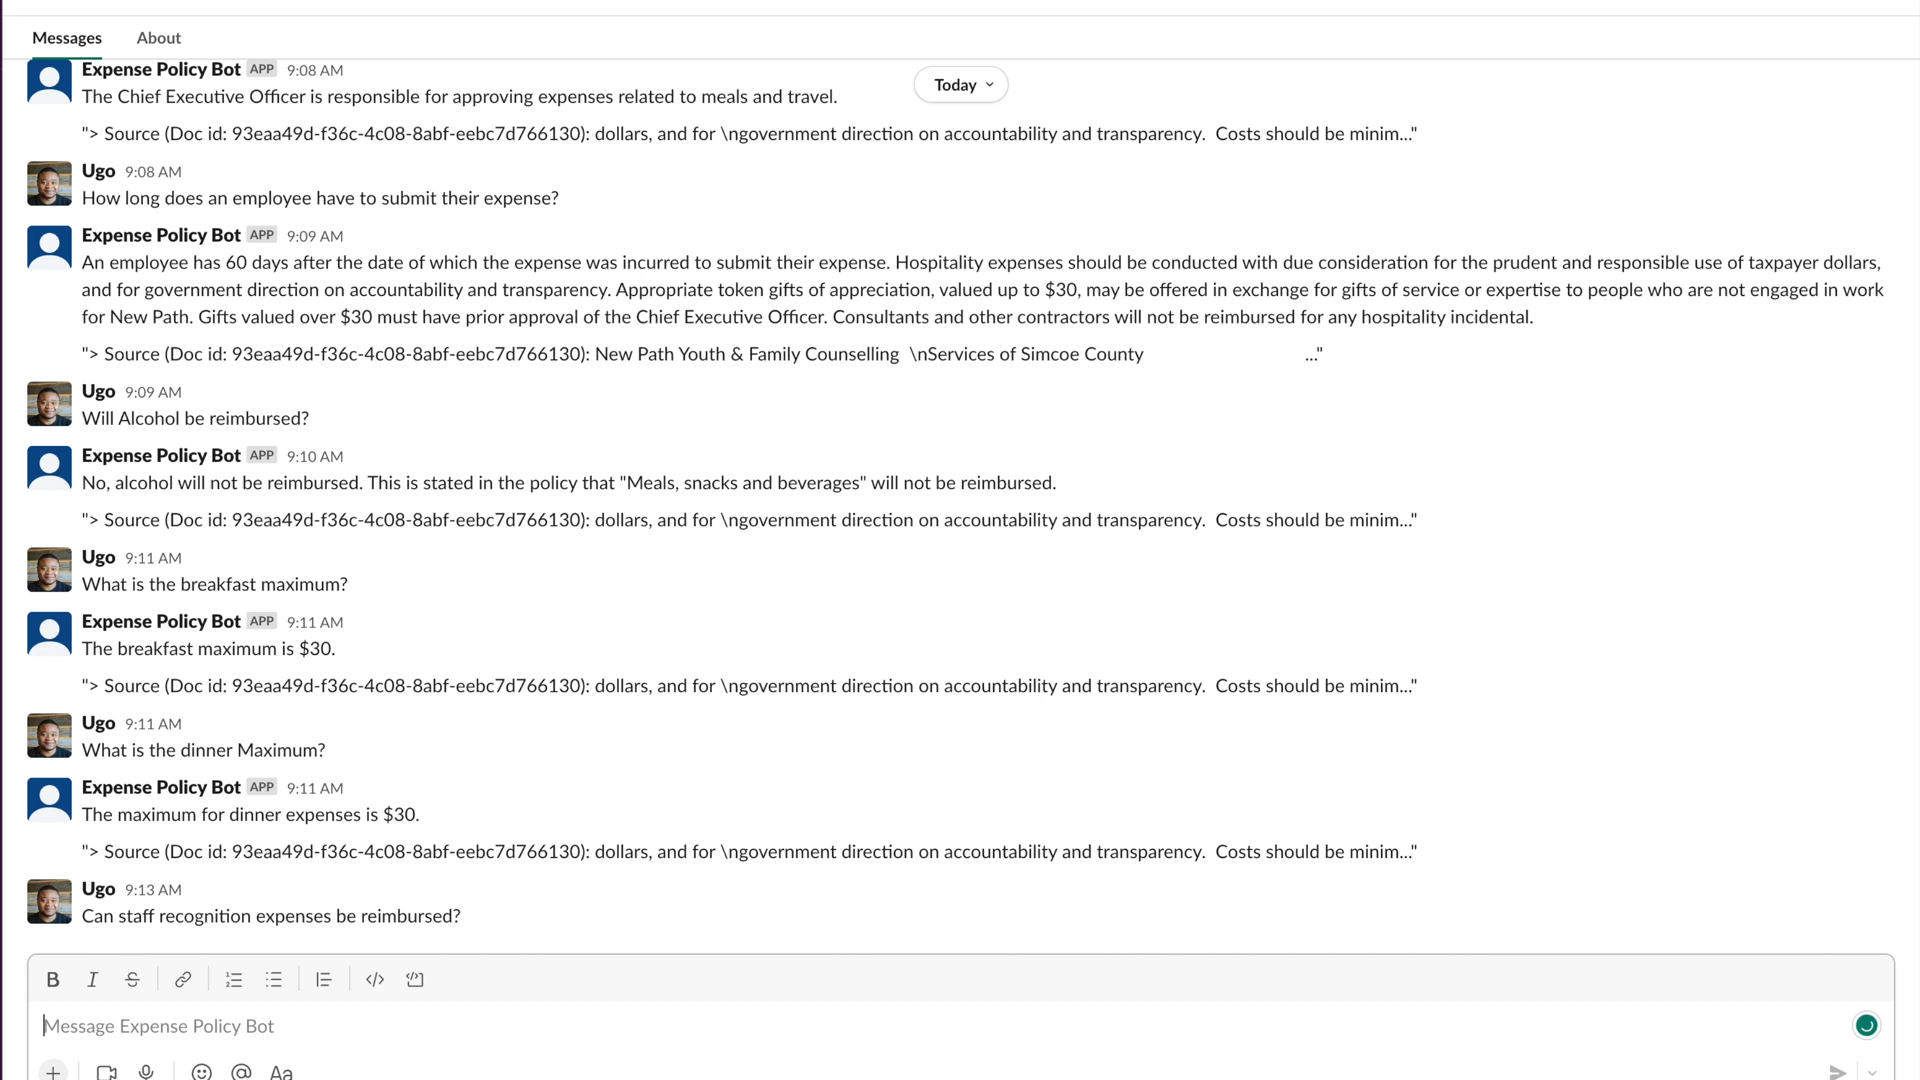 Messages About
Expense Policy Bot APP 9:08 AM
Today
The Chief Executive Officer is responsible for approving expenses related to meals and travel.
"> Source (Doc id: 93eaa49d-f36c-4c08-8abf-eebc7d766130): dollars, and for \ngovernment direction on accountability and transparency.  Costs should be minim..."
Ugo 9:08 AM
How long does an employee have to submit their expense?
Expense Policy Bot APP 9:09 AM
An employee has 60 days after the date of which the expense was incurred to submit their expense. Hospitality expenses should be conducted with due consideration for the prudent and responsible use of taxpayer dollars,
and for government direction on accountability and transparency. Appropriate token gifts of appreciation, valued up to $30, may be offered in exchange for gifts of service or expertise to people who are not engaged in work
for New Path. Gifts valued over $30 must have prior approval of the Chief Executive Officer. Consultants and other contractors will not be reimbursed for any hospitality incidental.
"> Source (Doc id: 93eaa49d-f36c-4c08-8abf-eebc7d766130): New Path Youth & Family Counselling  \nServices of Simcoe County ..."
Ugo 9:09 AM
Will Alcohol be reimbursed?
Expense Policy Bot APP 9:10 AM
No, alcohol will not be reimbursed. This is stated in the policy that "Meals, snacks and beverages" will not be reimbursed.
"> Source (Doc id: 93eaa49d-f36c-4c08-8abf-eebc7d766130): dollars, and for \ngovernment direction on accountability and transparency.  Costs should be minim..."
Ugo 9:11 AM
What is the breakfast maximum?
Expense Policy Bot APP 9:11 AM
The breakfast maximum is $30.
"> Source (Doc id: 93eaa49d-f36c-4c08-8abf-eebc7d766130): dollars, and for \ngovernment direction on accountability and transparency.  Costs should be minim..."
Ugo 9:11 AM
What is the dinner Maximum?
Expense Policy Bot APP 9:11 AM
The maximum for dinner expenses is $30.
"> Source (Doc id: 93eaa49d-f36c-4c08-8abf-eebc7d766130): dollars, and for \ngovernment direction on accountability and transparency.  Costs should be minim..."
Ugo 9:13 AM
Can staff recognition expenses be reimbursed?
B I S </>
Message Expense Policy Bot
+ @ Aa